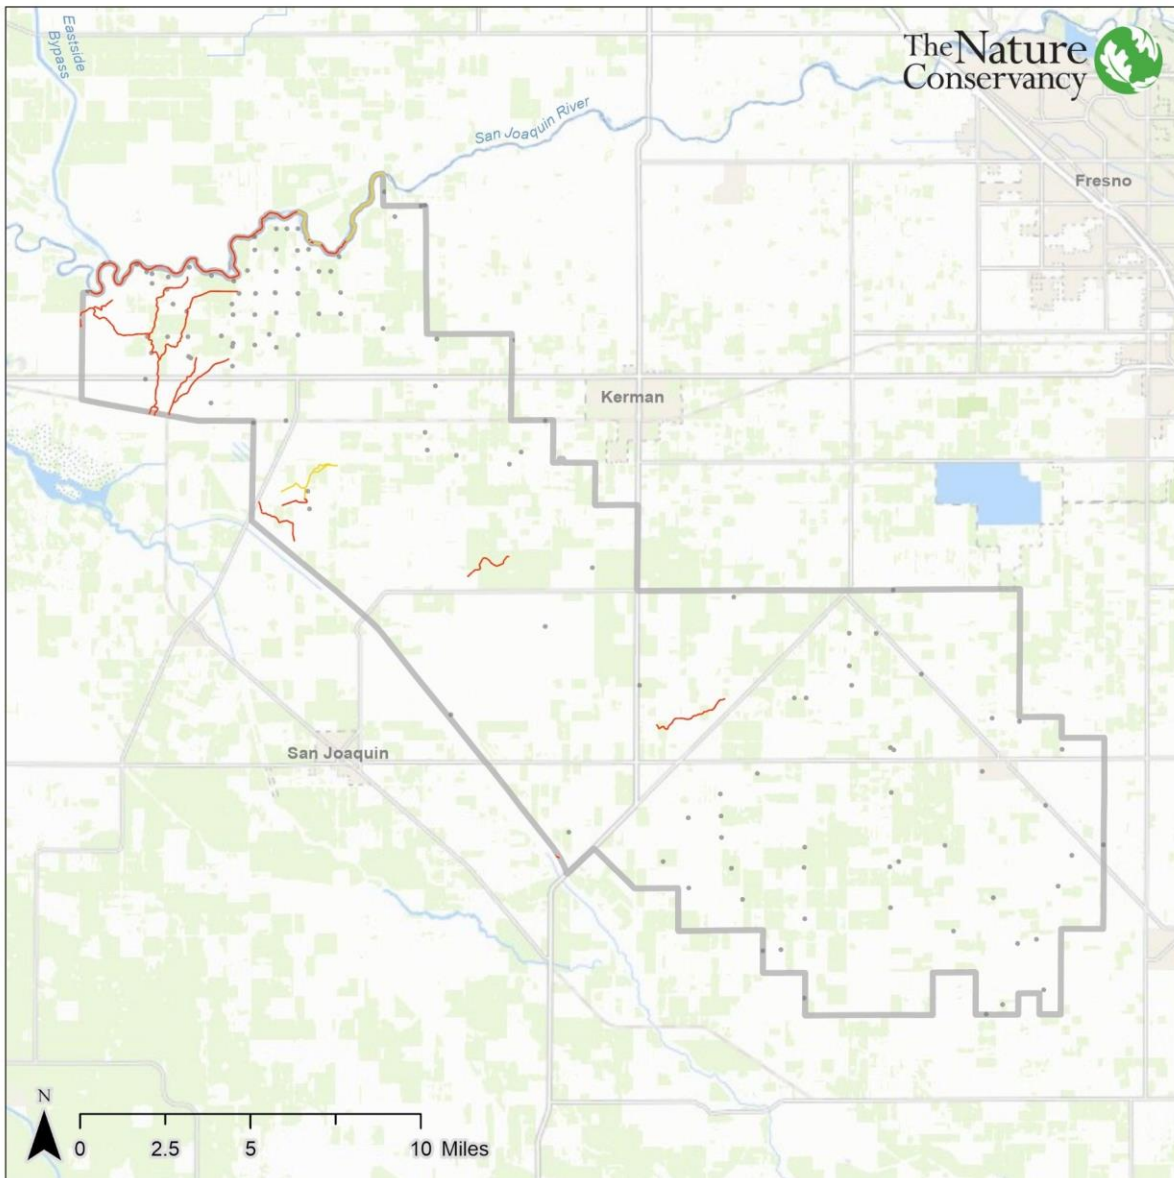 Eastside
Bypass
The Nature
Conservancy
San Joaquin River
Fresno
Kerman
San Joaquin
N
0 2.5 5 10 Miles